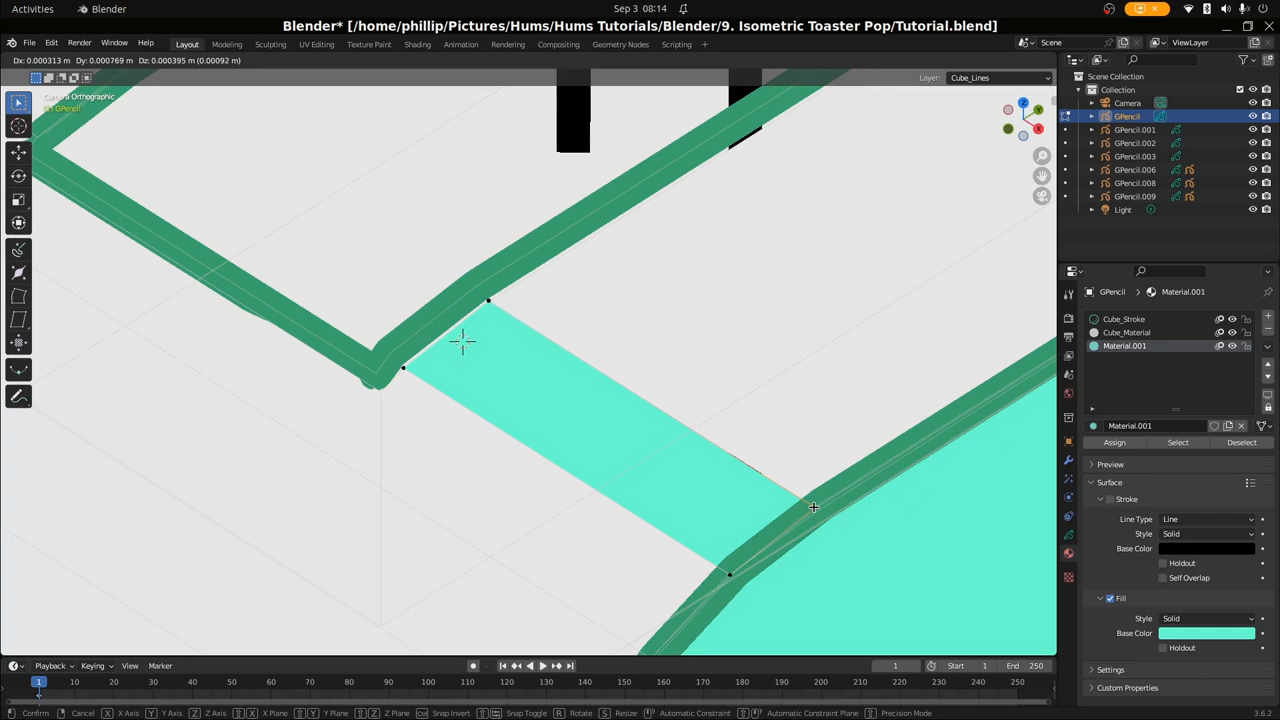 Activities
Blender
Sep 3 08:14
Blender* [/home/phillip/Pictures/Hums/Hums Tutorials/Blender/9. Isometric Toaster Pop/Tutorial.blend]
File Edit Render Window Help
Layout Modeling Sculpting UV Editing Texture Paint Shading Animation Rendering Compositing Geometry Nodes Scripting +
Scene
ViewLayer
Dx: 0.000313 m Dy: 0.000769 m Dz: 0.000395 m (0.00092 m)
Layer: Cube_Lines
Camera Orthographic
(1) GPencil
Z
Y
X
Scene Collection
Collection
Camera
GPencil
GPencil.001
GPencil.002
GPencil.003
GPencil.006
GPencil.008
GPencil.009
Light
GPencil > Material.001
Cube_Stroke
Cube_Material
Material.001
Material.001
Assign Select Deselect
Preview
Surface
Stroke
Line Type Line
Style Solid
Base Color
Holdout
Self Overlap
Fill
Style Solid
Base Color
Holdout
Settings
Custom Properties
Playback Keying View Marker
1
Start 1
End 250
1 10 20 30 40 50 60 70 80 90 100 110 120 130 140 150 160 170 180 190 200 210 220 230 240 250
Confirm Cancel X X Axis Y Y Axis Z Z Axis X X Plane Y Y Plane Z Z Plane Snap Invert Snap Toggle R Rotate S Resize Automatic Constraint Automatic Constraint Plane Precision Mode
3.6.2